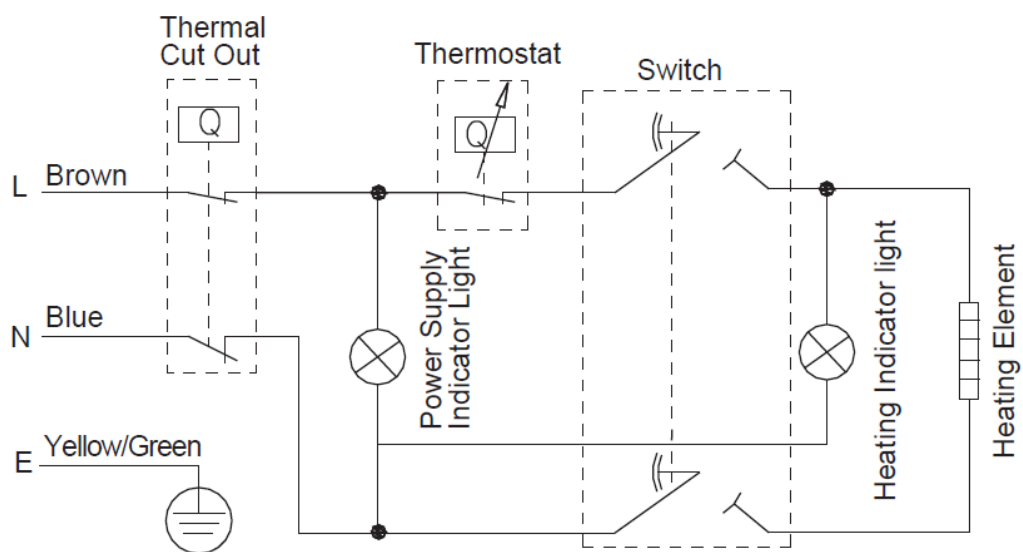 Thermal
Cut Out
Thermostat
Switch
Q
Q
L
Brown
N
Blue
Power Supply
Indicator Light
Heating Indicator light
Heating Element
E
Yellow/Green